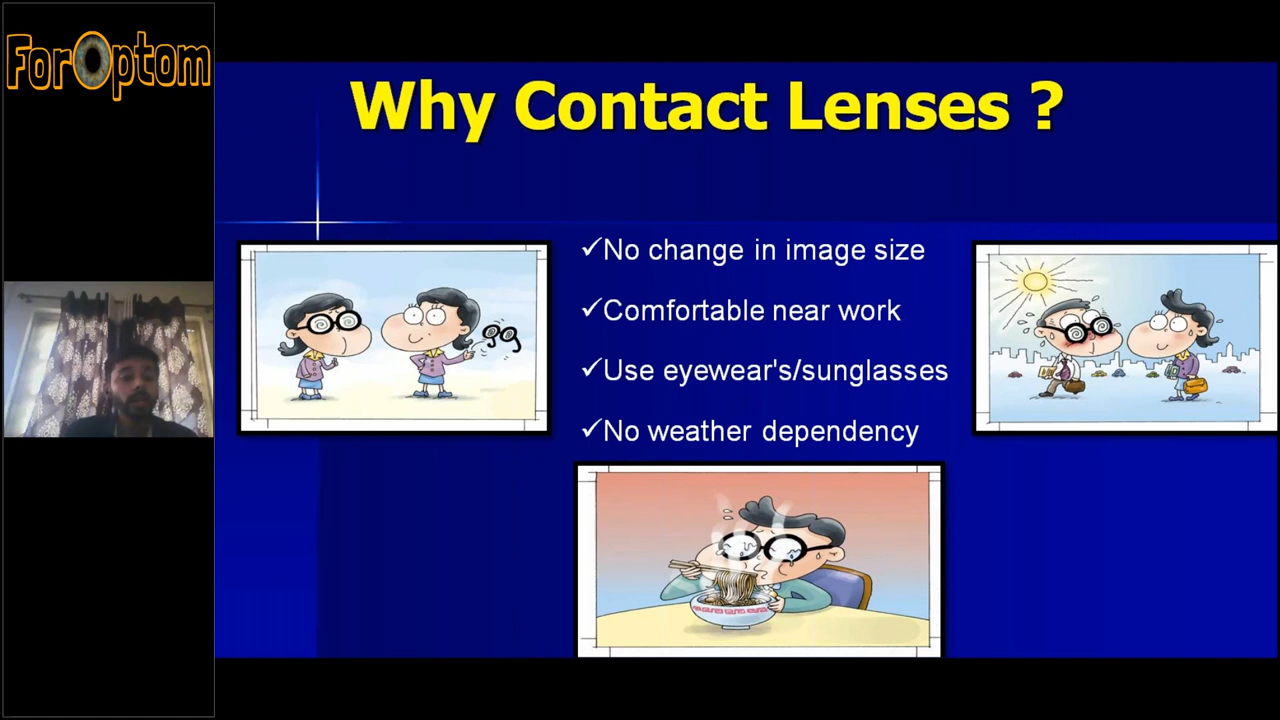 ForOptom
Why Contact Lenses ?
✓No change in image size
✓Comfortable near work
✓Use eyewear's/sunglasses
✓No weather dependency